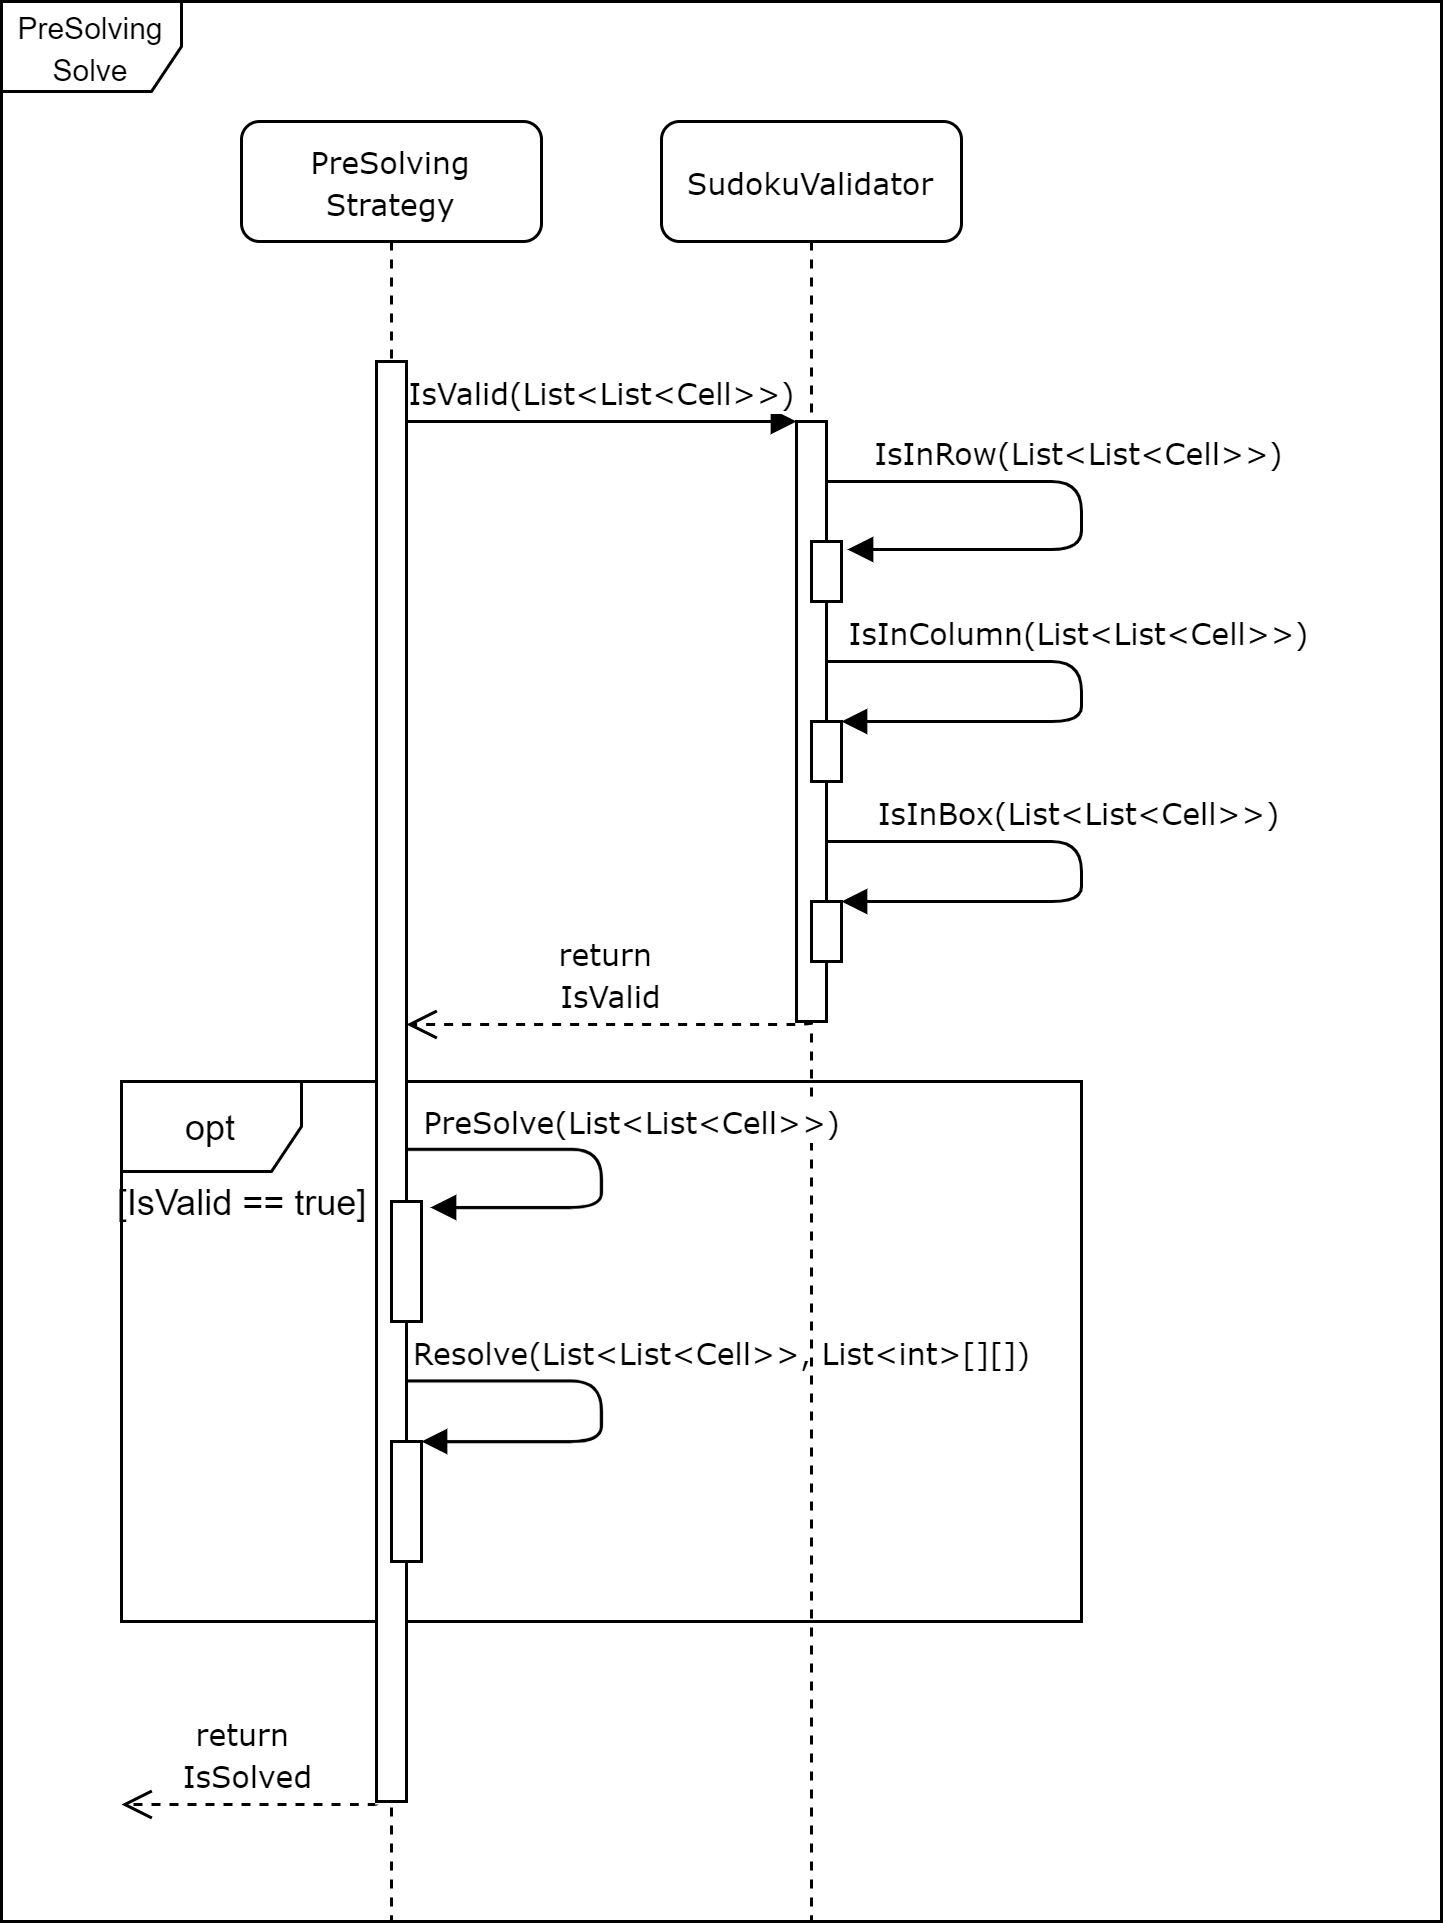 PreSolving
Solve
PreSolving
Strategy
SudokuValidator
IsValid(List<List<Cell>>)
IsInRow(List<List<Cell>>)
IsInColumn(List<List<Cell>>)
IsInBox(List<List<Cell>>)
return
IsValid
opt
PreSolve(List<List<Cell>>)
[IsValid == true]
Resolve(List<List<Cell>>, List<int>[][])
return
IsSolved